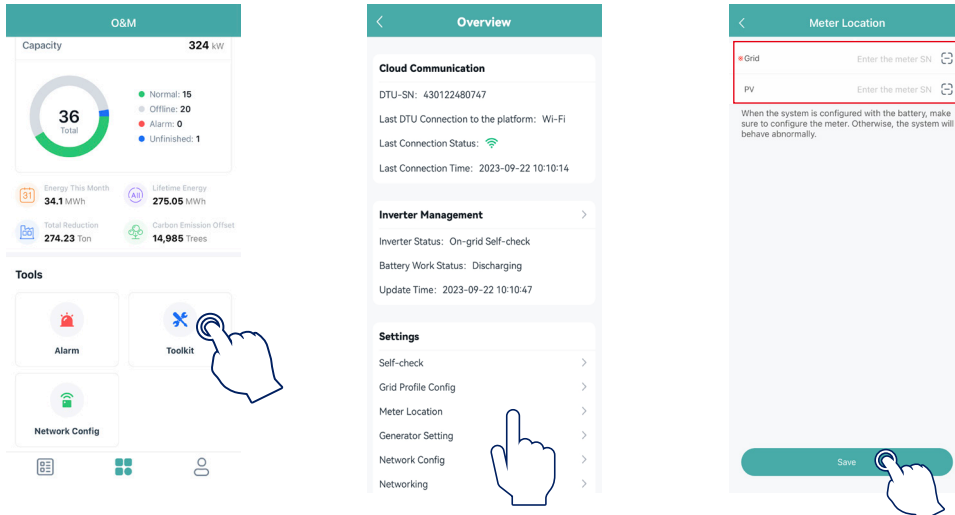 O&M
Capacity 324 kW
36
Total
Normal: 15
Offline: 20
Alarm: 0
Unfinished: 1
31
Energy This Month
34.1 MWh
All
Lifetime Energy
275.05 MWh
Total Reduction
274.23 Ton
Carbon Emission Offset
14,985 Trees
Tools
Alarm
Toolkit
Network Config
Overview
Cloud Communication
DTU-SN: 430122480747
Last DTU Connection to the platform: Wi-Fi
Last Connection Status:
Last Connection Time: 2023-09-22 10:10:14
Inverter Management
Inverter Status: On-grid Self-check
Battery Work Status: Discharging
Update Time: 2023-09-22 10:10:47
Settings
Self-check
Grid Profile Config
Meter Location
Generator Setting
Network Config
Networking
Meter Location
※Grid Enter the meter SN
PV Enter the meter SN
When the system is configured with the battery, make
sure to configure the meter. Otherwise, the system will
behave abnormally.
Save